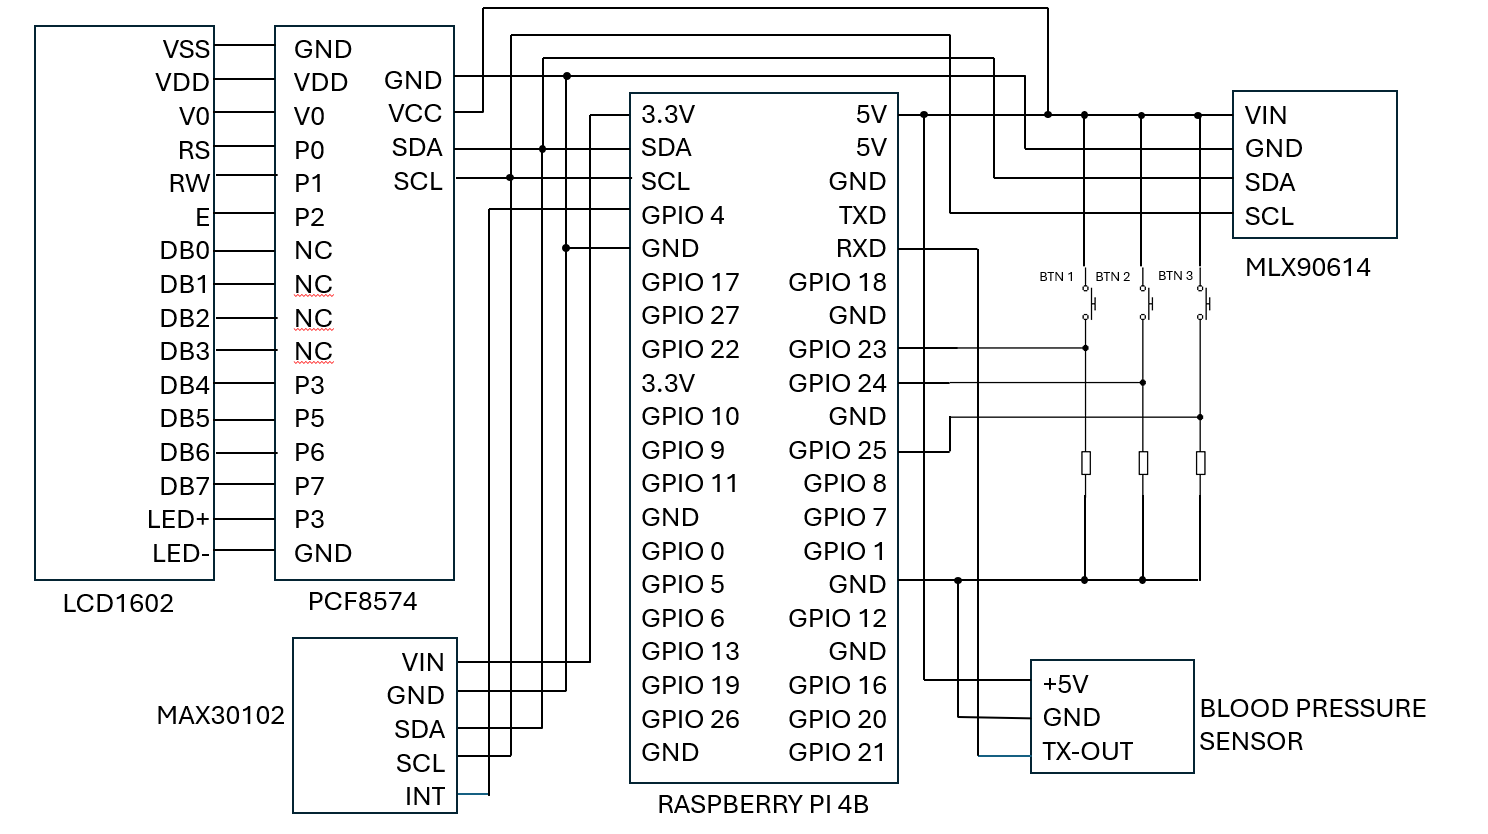 VSS
VDD
V0
RS
RW
E
DB0
DB1
DB2
DB3
DB4
DB5
DB6
DB7
LED+
LED-
LCD1602
GND
VDD
V0
P0
P1
P2
NC
NC
NC
NC
P3
P5
P6
P7
P3
GND
GND
VCC
SDA
SCL
PCF8574
MAX30102
VIN
GND
SDA
SCL
INT
3.3V
SDA
SCL
GPIO 4
GND
GPIO 17
GPIO 27
GPIO 22
3.3V
GPIO 10
GPIO 9
GPIO 11
GND
GPIO 0
GPIO 5
GPIO 6
GPIO 13
GPIO 19
GPIO 26
GND
5V
5V
GND
TXD
RXD
GPIO 18
GND
GPIO 23
GPIO 24
GND
GPIO 25
GPIO 8
GPIO 7
GPIO 1
GND
GPIO 12
GND
GPIO 16
GPIO 20
GPIO 21
RASPBERRY PI 4B
VIN
GND
SDA
SCL
MLX90614
BTN 1
BTN 2
BTN 3
+5V
GND
TX-OUT
BLOOD PRESSURE
SENSOR